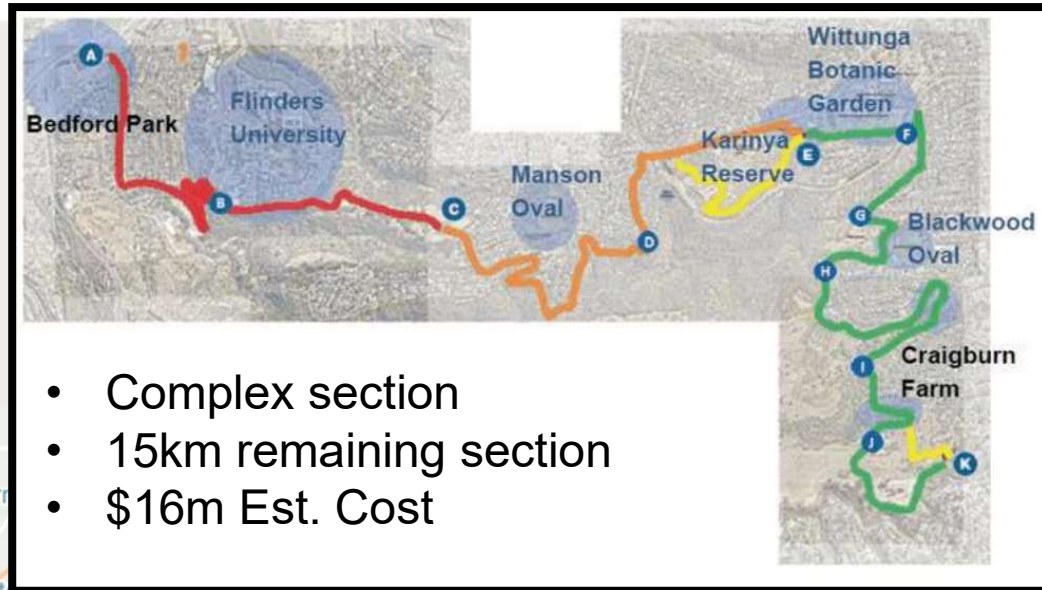 A
Bedford Park
Flinders
University
B
C
Manson
Oval
D
Wittunga
Botanic
Garden
Karinya
Reserve
E
F
G
Blackwood
Oval
H
Craigburn
Farm
I
J
K
• Complex section
• 15km remaining section
• $16m Est. Cost